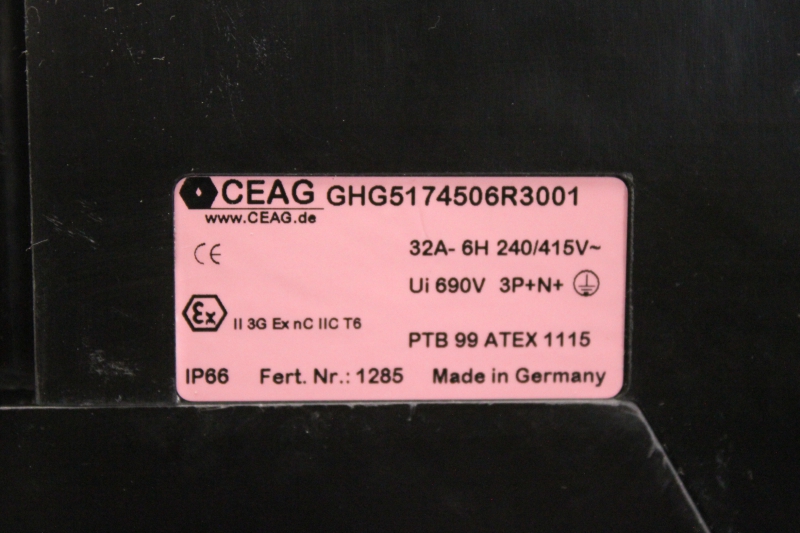 CEAG GHG5174506R3001
www.CEAG.de
CE 32A- 6H 240/415V~
Ui 690V 3P+N+
Ex II 3G Ex nC IIC T6
PTB 99 ATEX 1115
IP66 Fert. Nr.: 1285 Made in Germany